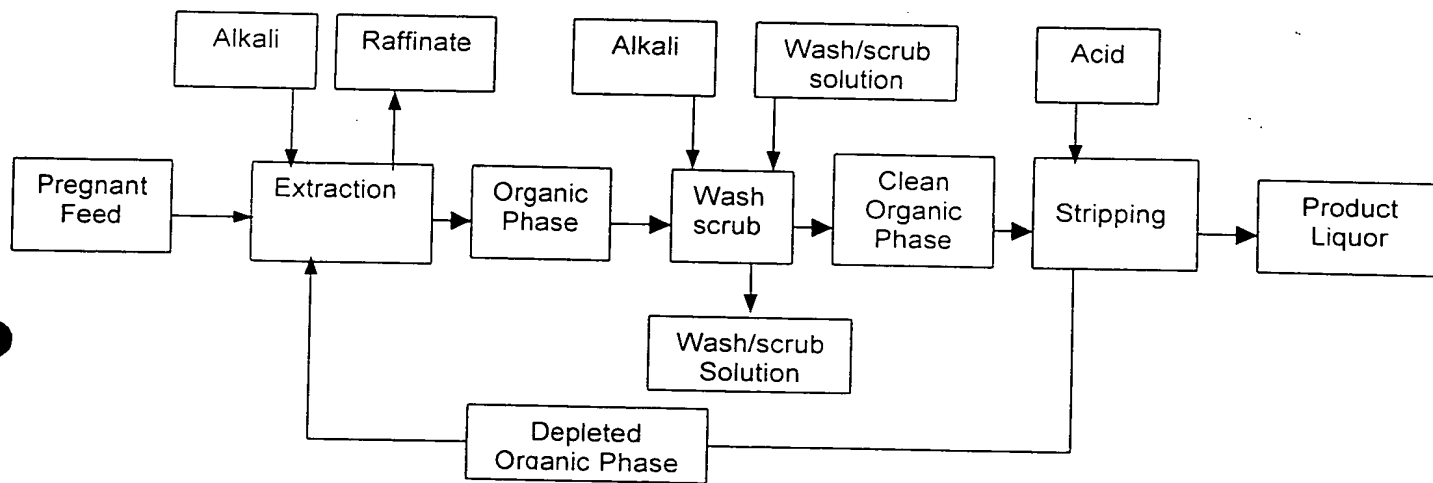 Alkali
Raffinate
Alkali
Wash/scrub
solution
Acid
Pregnant
Feed
Extraction
Organic
Phase
Wash
scrub
Clean
Organic
Phase
Stripping
Product
Liquor
Wash/scrub
Solution
Depleted
Organic Phase